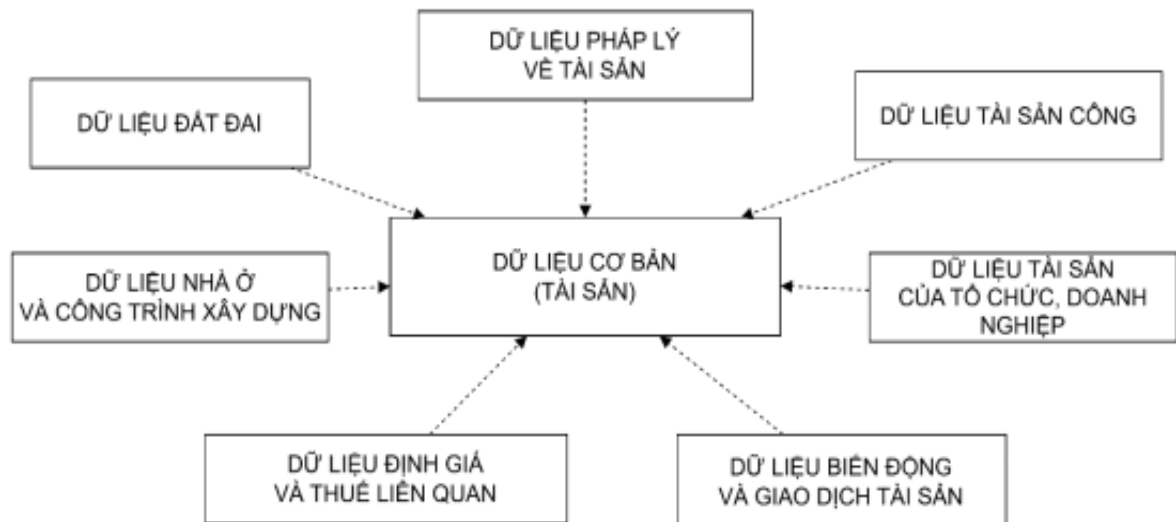 DỮ LIỆU PHÁP LÝ
VỀ TÀI SẢN
DỮ LIỆU ĐẤT ĐAI
DỮ LIỆU TÀI SẢN CÔNG
DỮ LIỆU CƠ BẢN
(TÀI SẢN)
DỮ LIỆU NHÀ Ở
VÀ CÔNG TRÌNH XÂY DỰNG
DỮ LIỆU TÀI SẢN
CỦA TỔ CHỨC, DOANH
NGHIỆP
DỮ LIỆU ĐỊNH GIÁ
VÀ THUẾ LIÊN QUAN
DỮ LIỆU BIẾN ĐỘNG
VÀ GIAO DỊCH TÀI SẢN